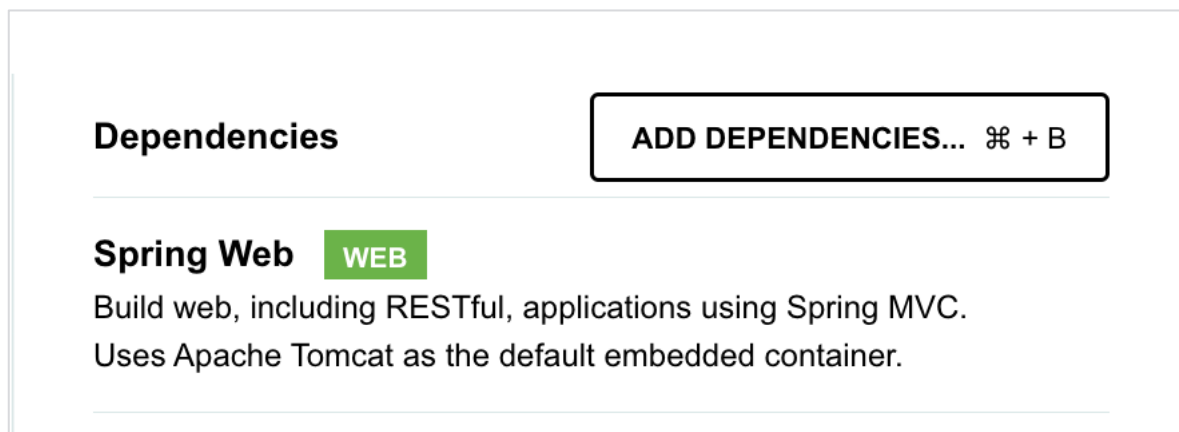 Dependencies
ADD DEPENDENCIES... ⌘ + B
Spring Web WEB
Build web, including RESTful, applications using Spring MVC.
Uses Apache Tomcat as the default embedded container.